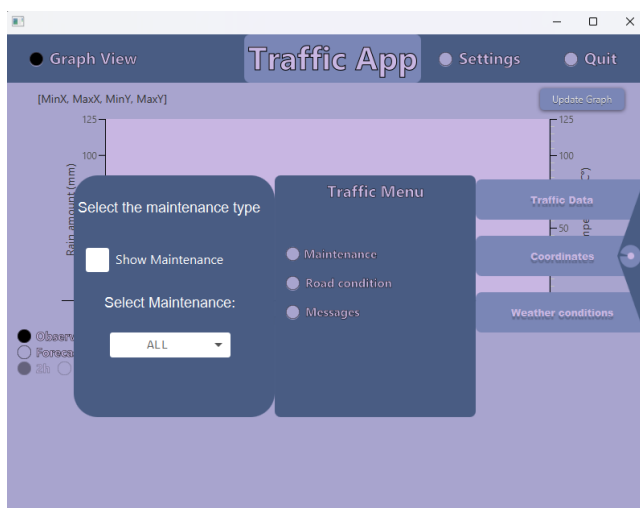 Graph View
Traffic App
Settings
Quit
[MinX, MaxX, MinY, MaxY]
Update Graph
125
125
100
100
Rain amount (mm)
Select the maintenance type
Traffic Menu
Traffic Data
50
Show Maintenance
Maintenance
Coordinates
Road condition
Select Maintenance:
Messages
Weather conditions
ALL
2h